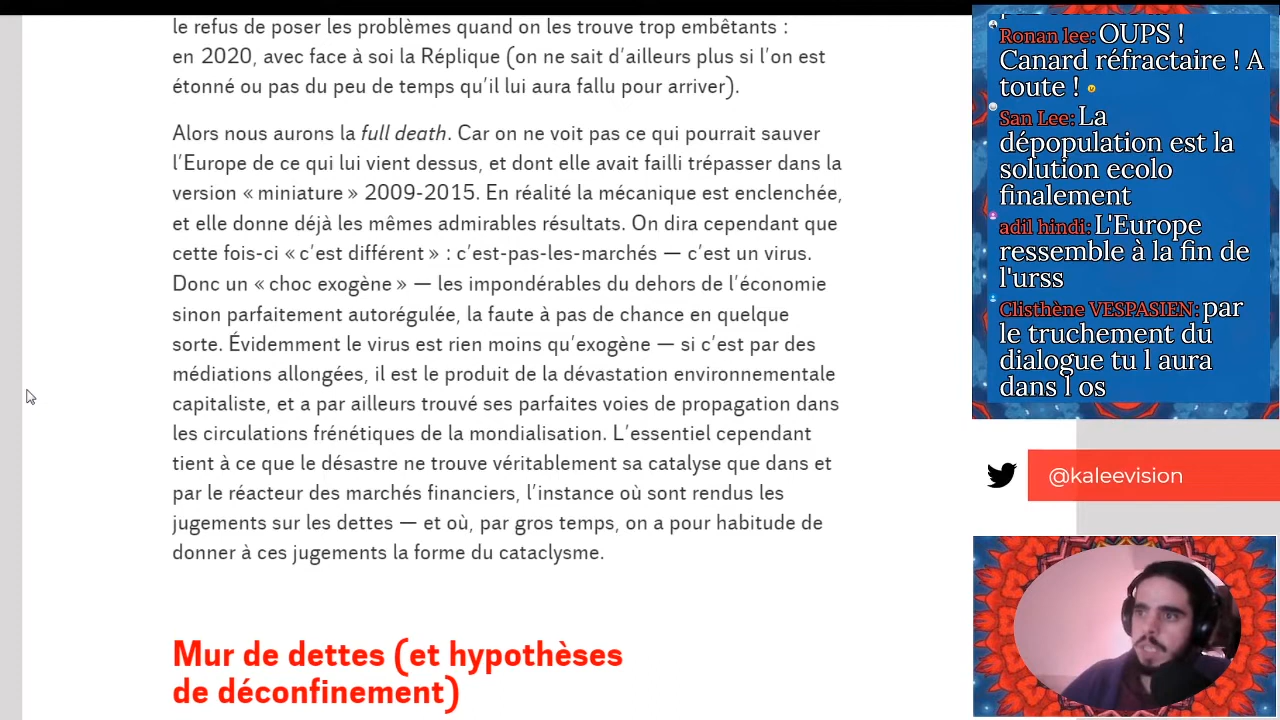 le refus de poser les problèmes quand on les trouve trop embêtants :
en 2020, avec face à soi la Réplique (on ne sait d'ailleurs plus si l'on est
étonné ou pas du peu de temps qu'il lui aura fallu pour arriver).
Alors nous aurons la full death. Car on ne voit pas ce qui pourrait sauver
l'Europe de ce qui lui vient dessus, et dont elle avait failli trépasser dans la
version « miniature » 2009-2015. En réalité la mécanique est enclenchée,
et elle donne déjà les mêmes admirables résultats. On dira cependant que
cette fois-ci « c'est différent » : c'est-pas-les-marchés — c'est un virus.
Donc un « choc exogène » — les impondérables du dehors de l'économie
sinon parfaitement autorégulée, la faute à pas de chance en quelque
sorte. Évidemment le virus est rien moins qu'exogène — si c'est par des
médiations allongées, il est le produit de la dévastation environnementale
capitaliste, et a par ailleurs trouvé ses parfaites voies de propagation dans
les circulations frénétiques de la mondialisation. L'essentiel cependant
tient à ce que le désastre ne trouve véritablement sa catalyse que dans et
par le réacteur des marchés financiers, l'instance où sont rendus les
jugements sur les dettes — et où, par gros temps, on a pour habitude de
donner à ces jugements la forme du cataclysme.
Mur de dettes (et hypothèses
de déconfinement)
Ronan lee: OUPS !
Canard réfractaire ! A
toute !
San Lee: La
dépopulation est la
solution ecolo
finalement
adil hindi: L'Europe
ressemble à la fin de
l'urss
Clisthène VESPASIEN: par
le truchement du
dialogue tu l aura
dans l os
@kaleevision